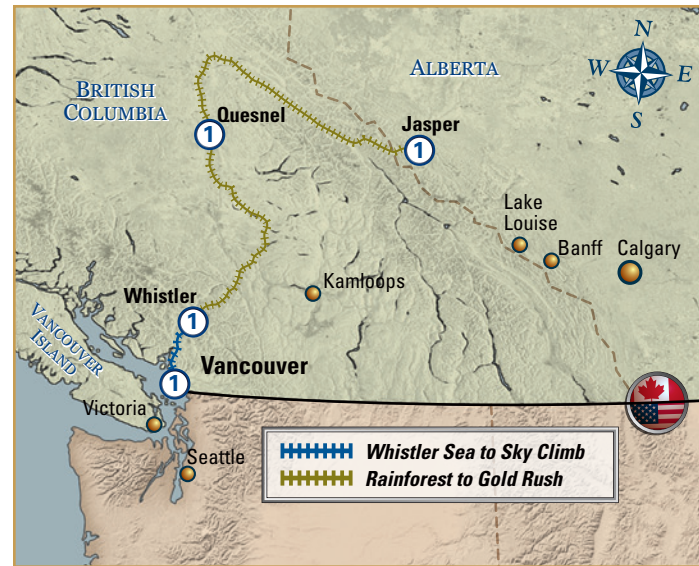 N
W
E
S
BRITISH
COLUMBIA
ALBERTA
Quesnel
1
Jasper
1
Lake
Louise
Banff
Calgary
Kamloops
Whistler
1
VANCOUVER
ISLAND
Vancouver
1
Victoria
Seattle
Whistler Sea to Sky Climb
Rainforest to Gold Rush